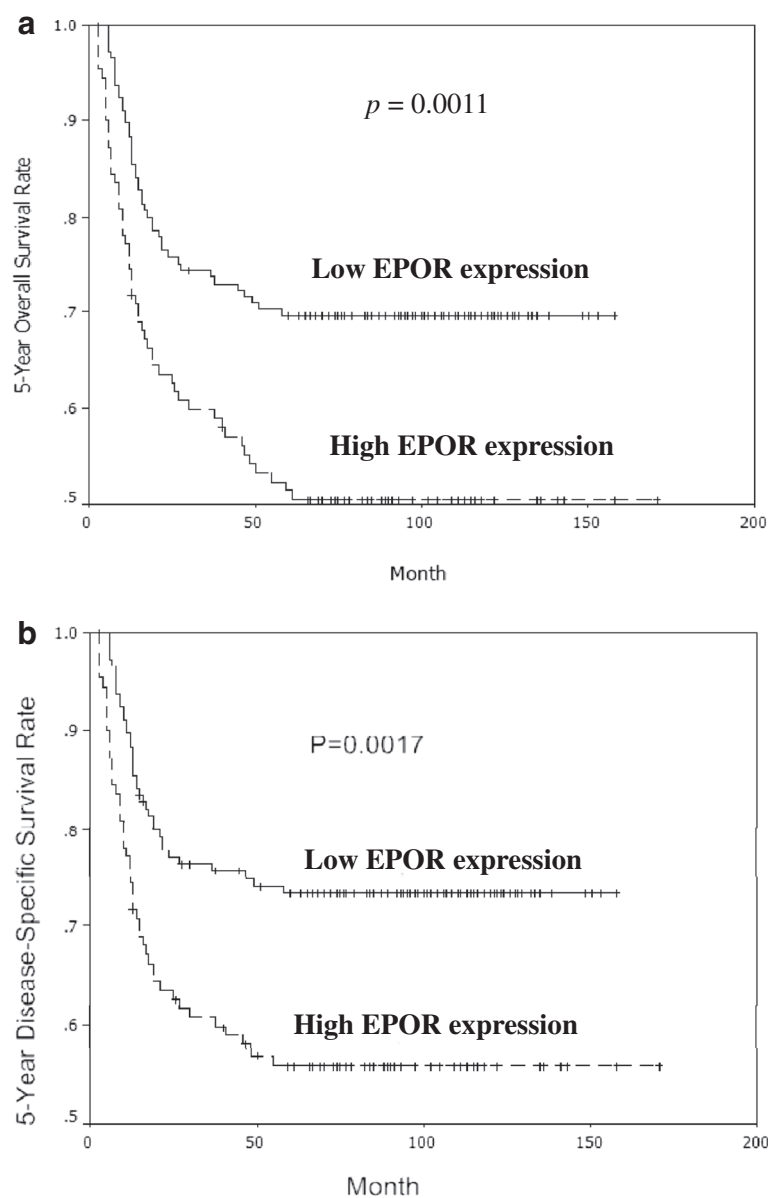 a
5-Year Overall Survival Rate
1.0
.9
.8
.7
.6
.5
p = 0.0011
Low EPOR expression
High EPOR expression
0 50 100 150 200
Month
b
5-Year Disease-Specific Survival Rate
1.0
.9
.8
.7
.6
.5
P=0.0017
Low EPOR expression
High EPOR expression
0 50 100 150 200
Month